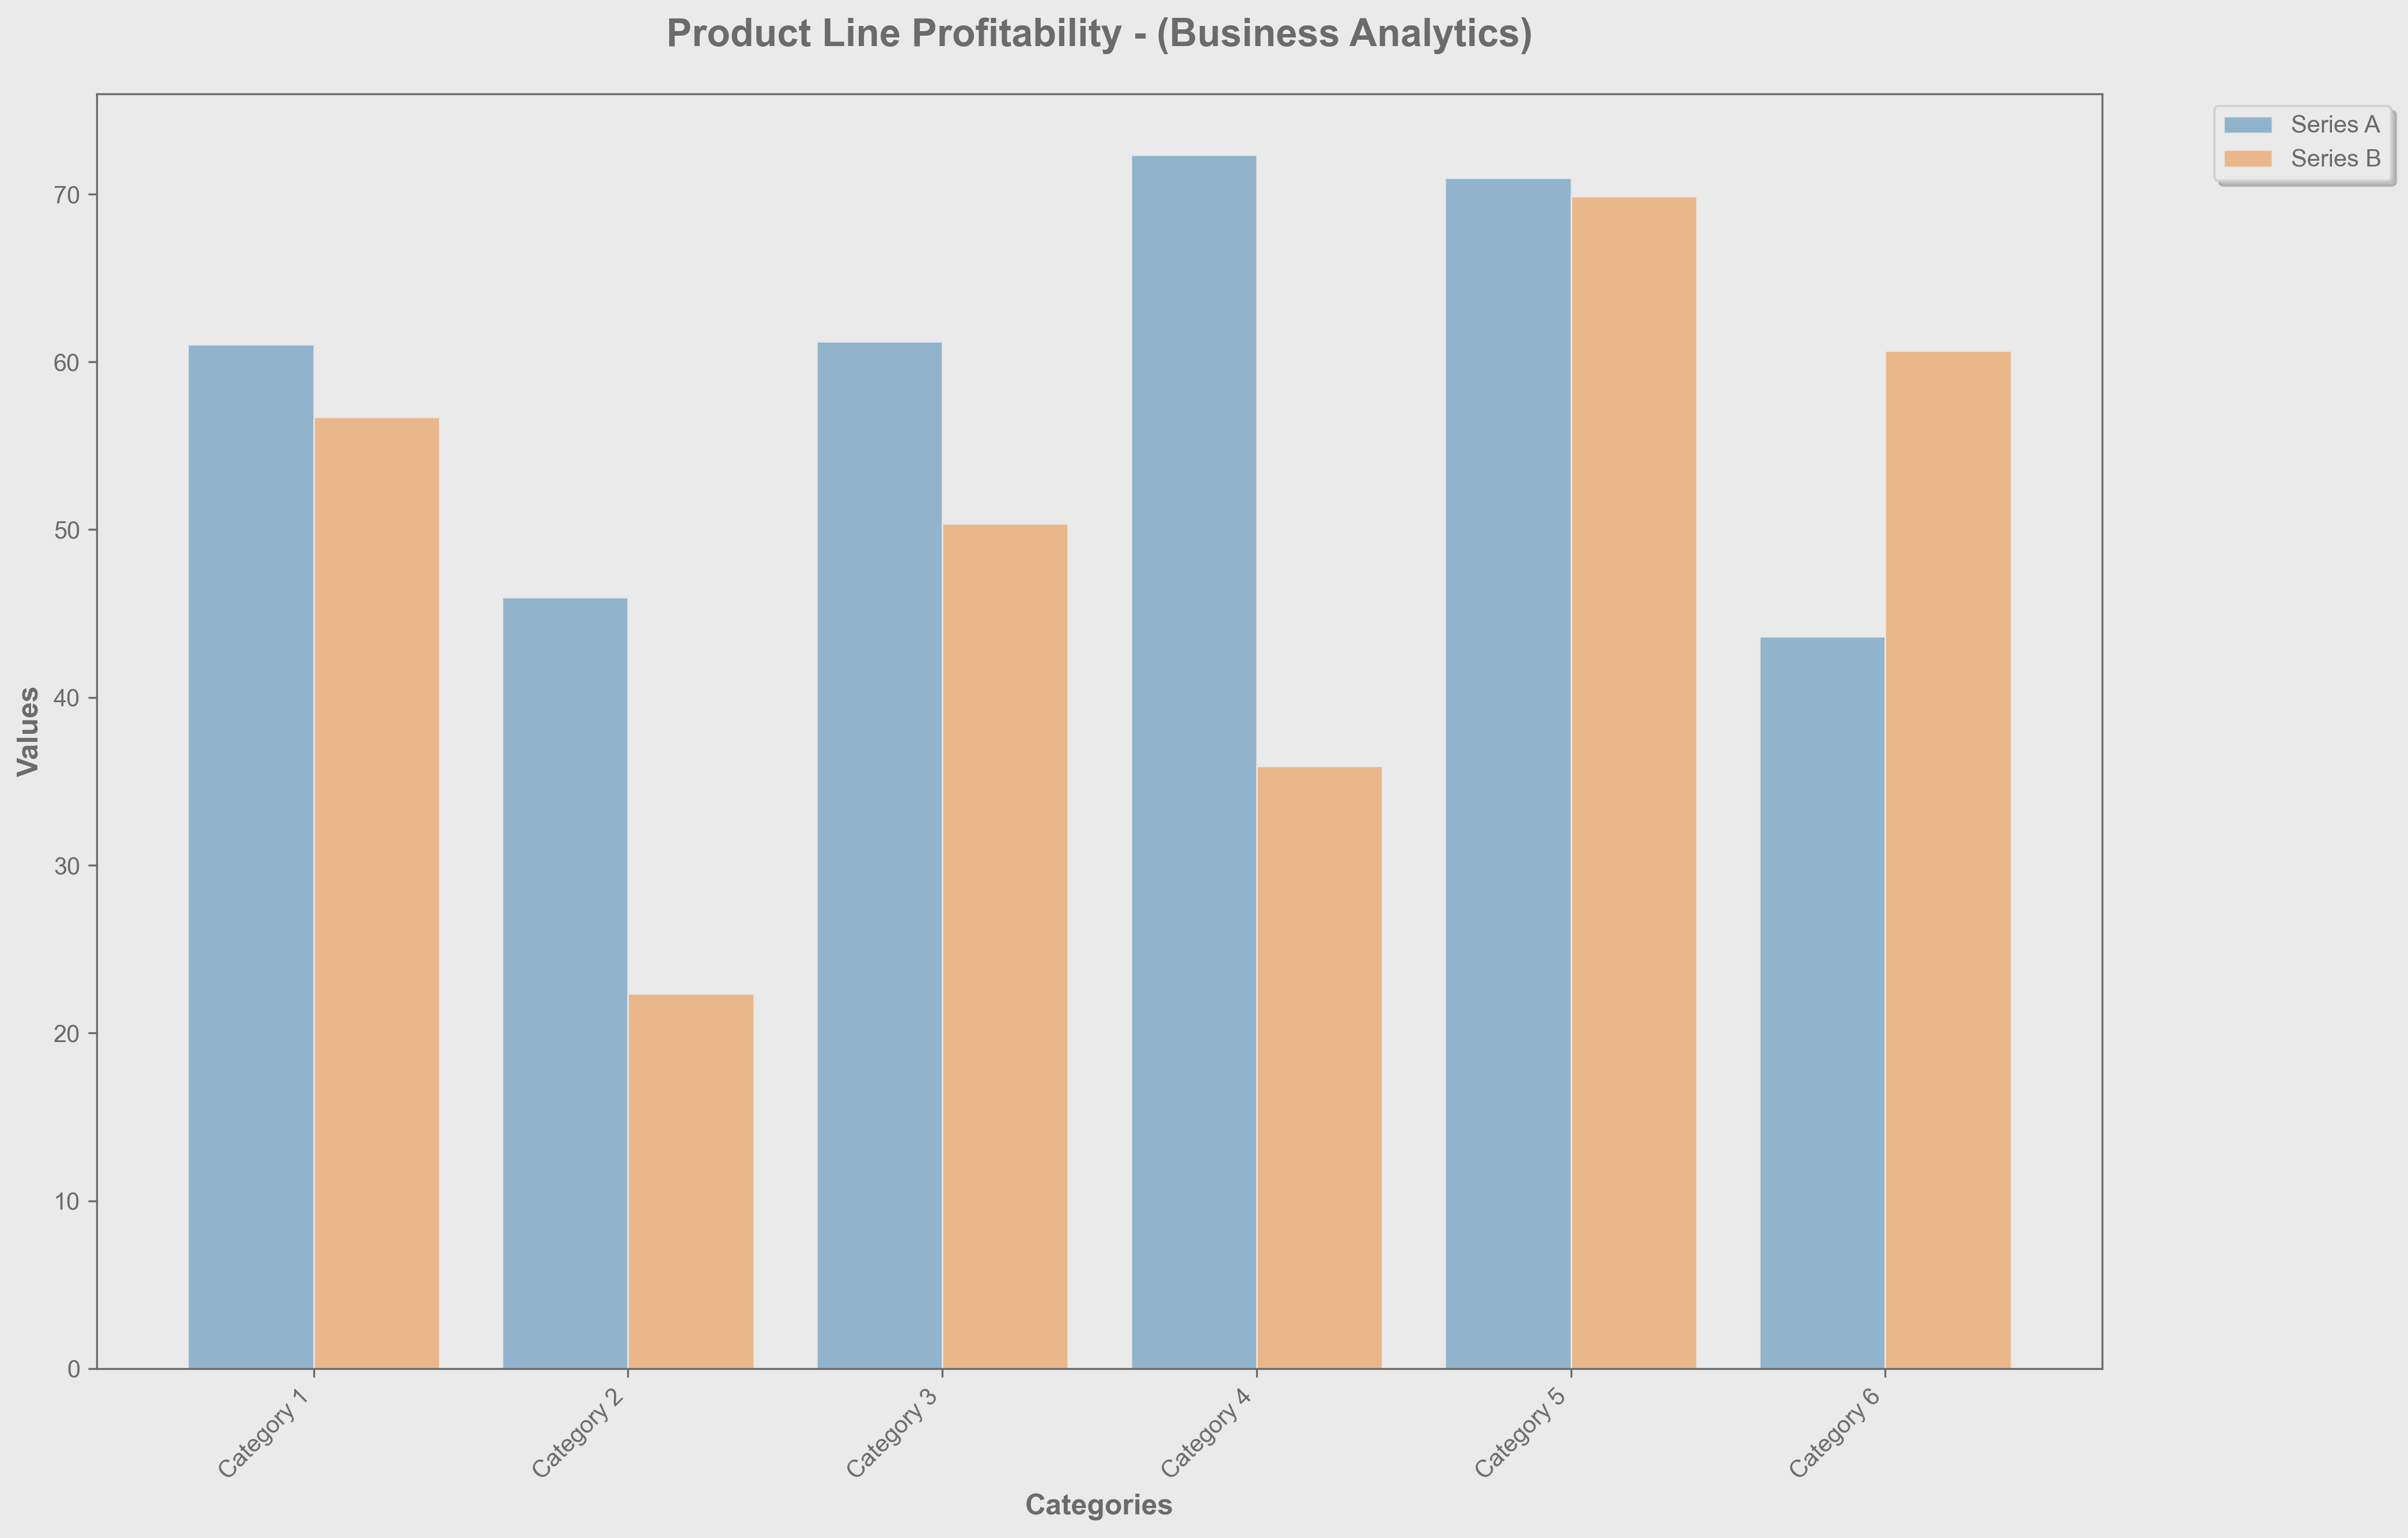 Product Line Profitability - (Business Analytics)
Series A
Series B
Values
70
60
50
40
30
20
10
0
Category 1
Category 2
Category 3
Category 4
Category 5
Category 6
Categories